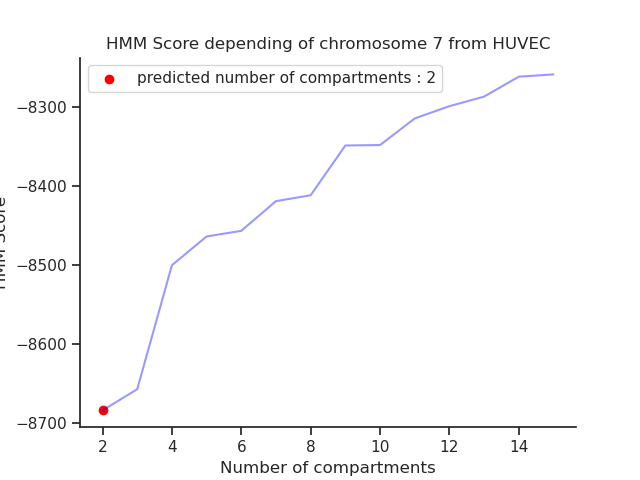 HMM Score depending of chromosome 7 from HUVEC
predicted number of compartments : 2
HMM Score
−8300
−8400
−8500
−8600
−8700
2 4 6 8 10 12 14
Number of compartments